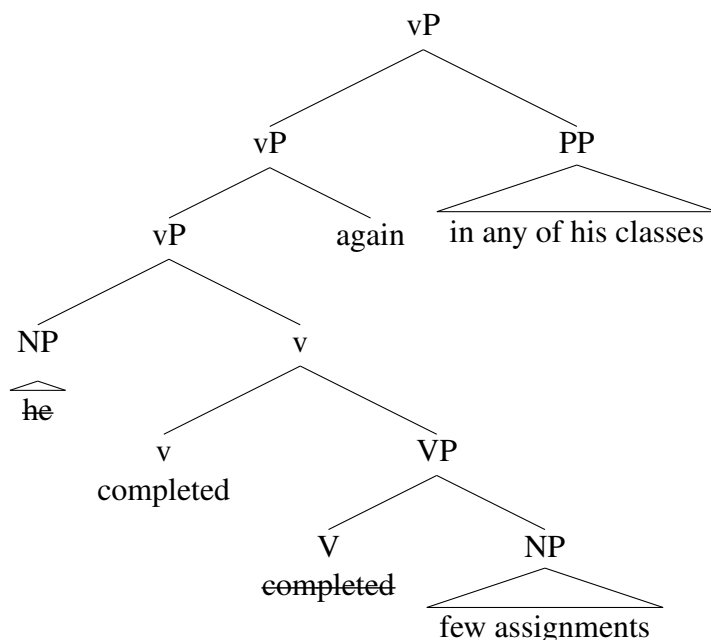 vP
vP PP
vP again in any of his classes
NP v
he
v VP
completed
V NP
completed few assignments